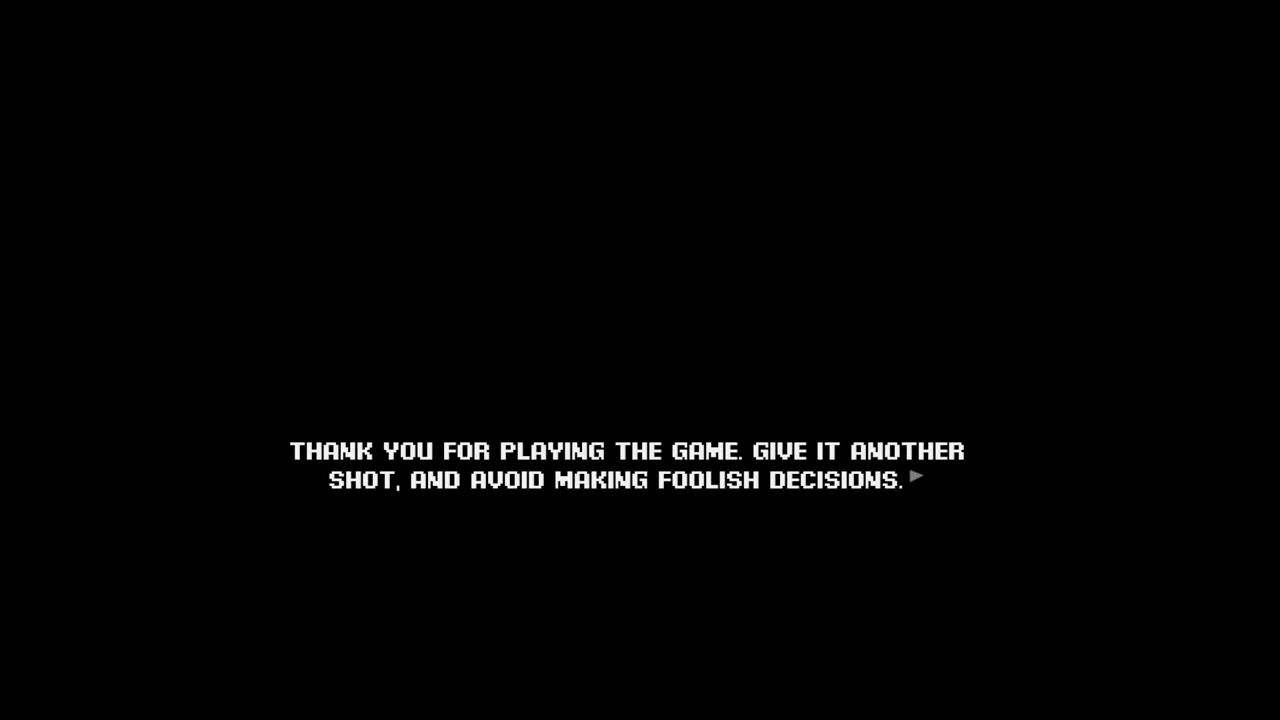 THANK YOU FOR PLAYING THE GAME. GIVE IT ANOTHER
SHOT, AND AVOID MAKING FOOLISH DECISIONS.